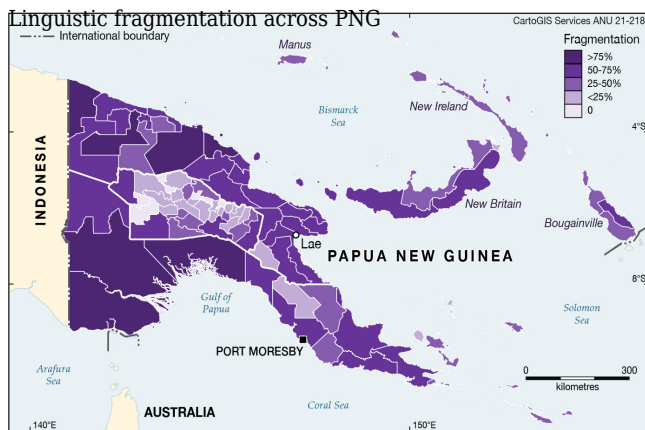 Linguistic fragmentation across PNG
CartoGIS Services ANU 21-218
International boundary
Fragmentation
>75%
50-75%
25-50%
<25%
0
Manus
New Ireland
Bismarck
Sea
4°S
INDONESIA
New Britain
Bougainville
Lae
PAPUA NEW GUINEA
8°S
Gulf of
Papua
Solomon
Sea
PORT MORESBY
Arafura
Sea
0
300
kilometres
Coral Sea
AUSTRALIA
140°E
150°E